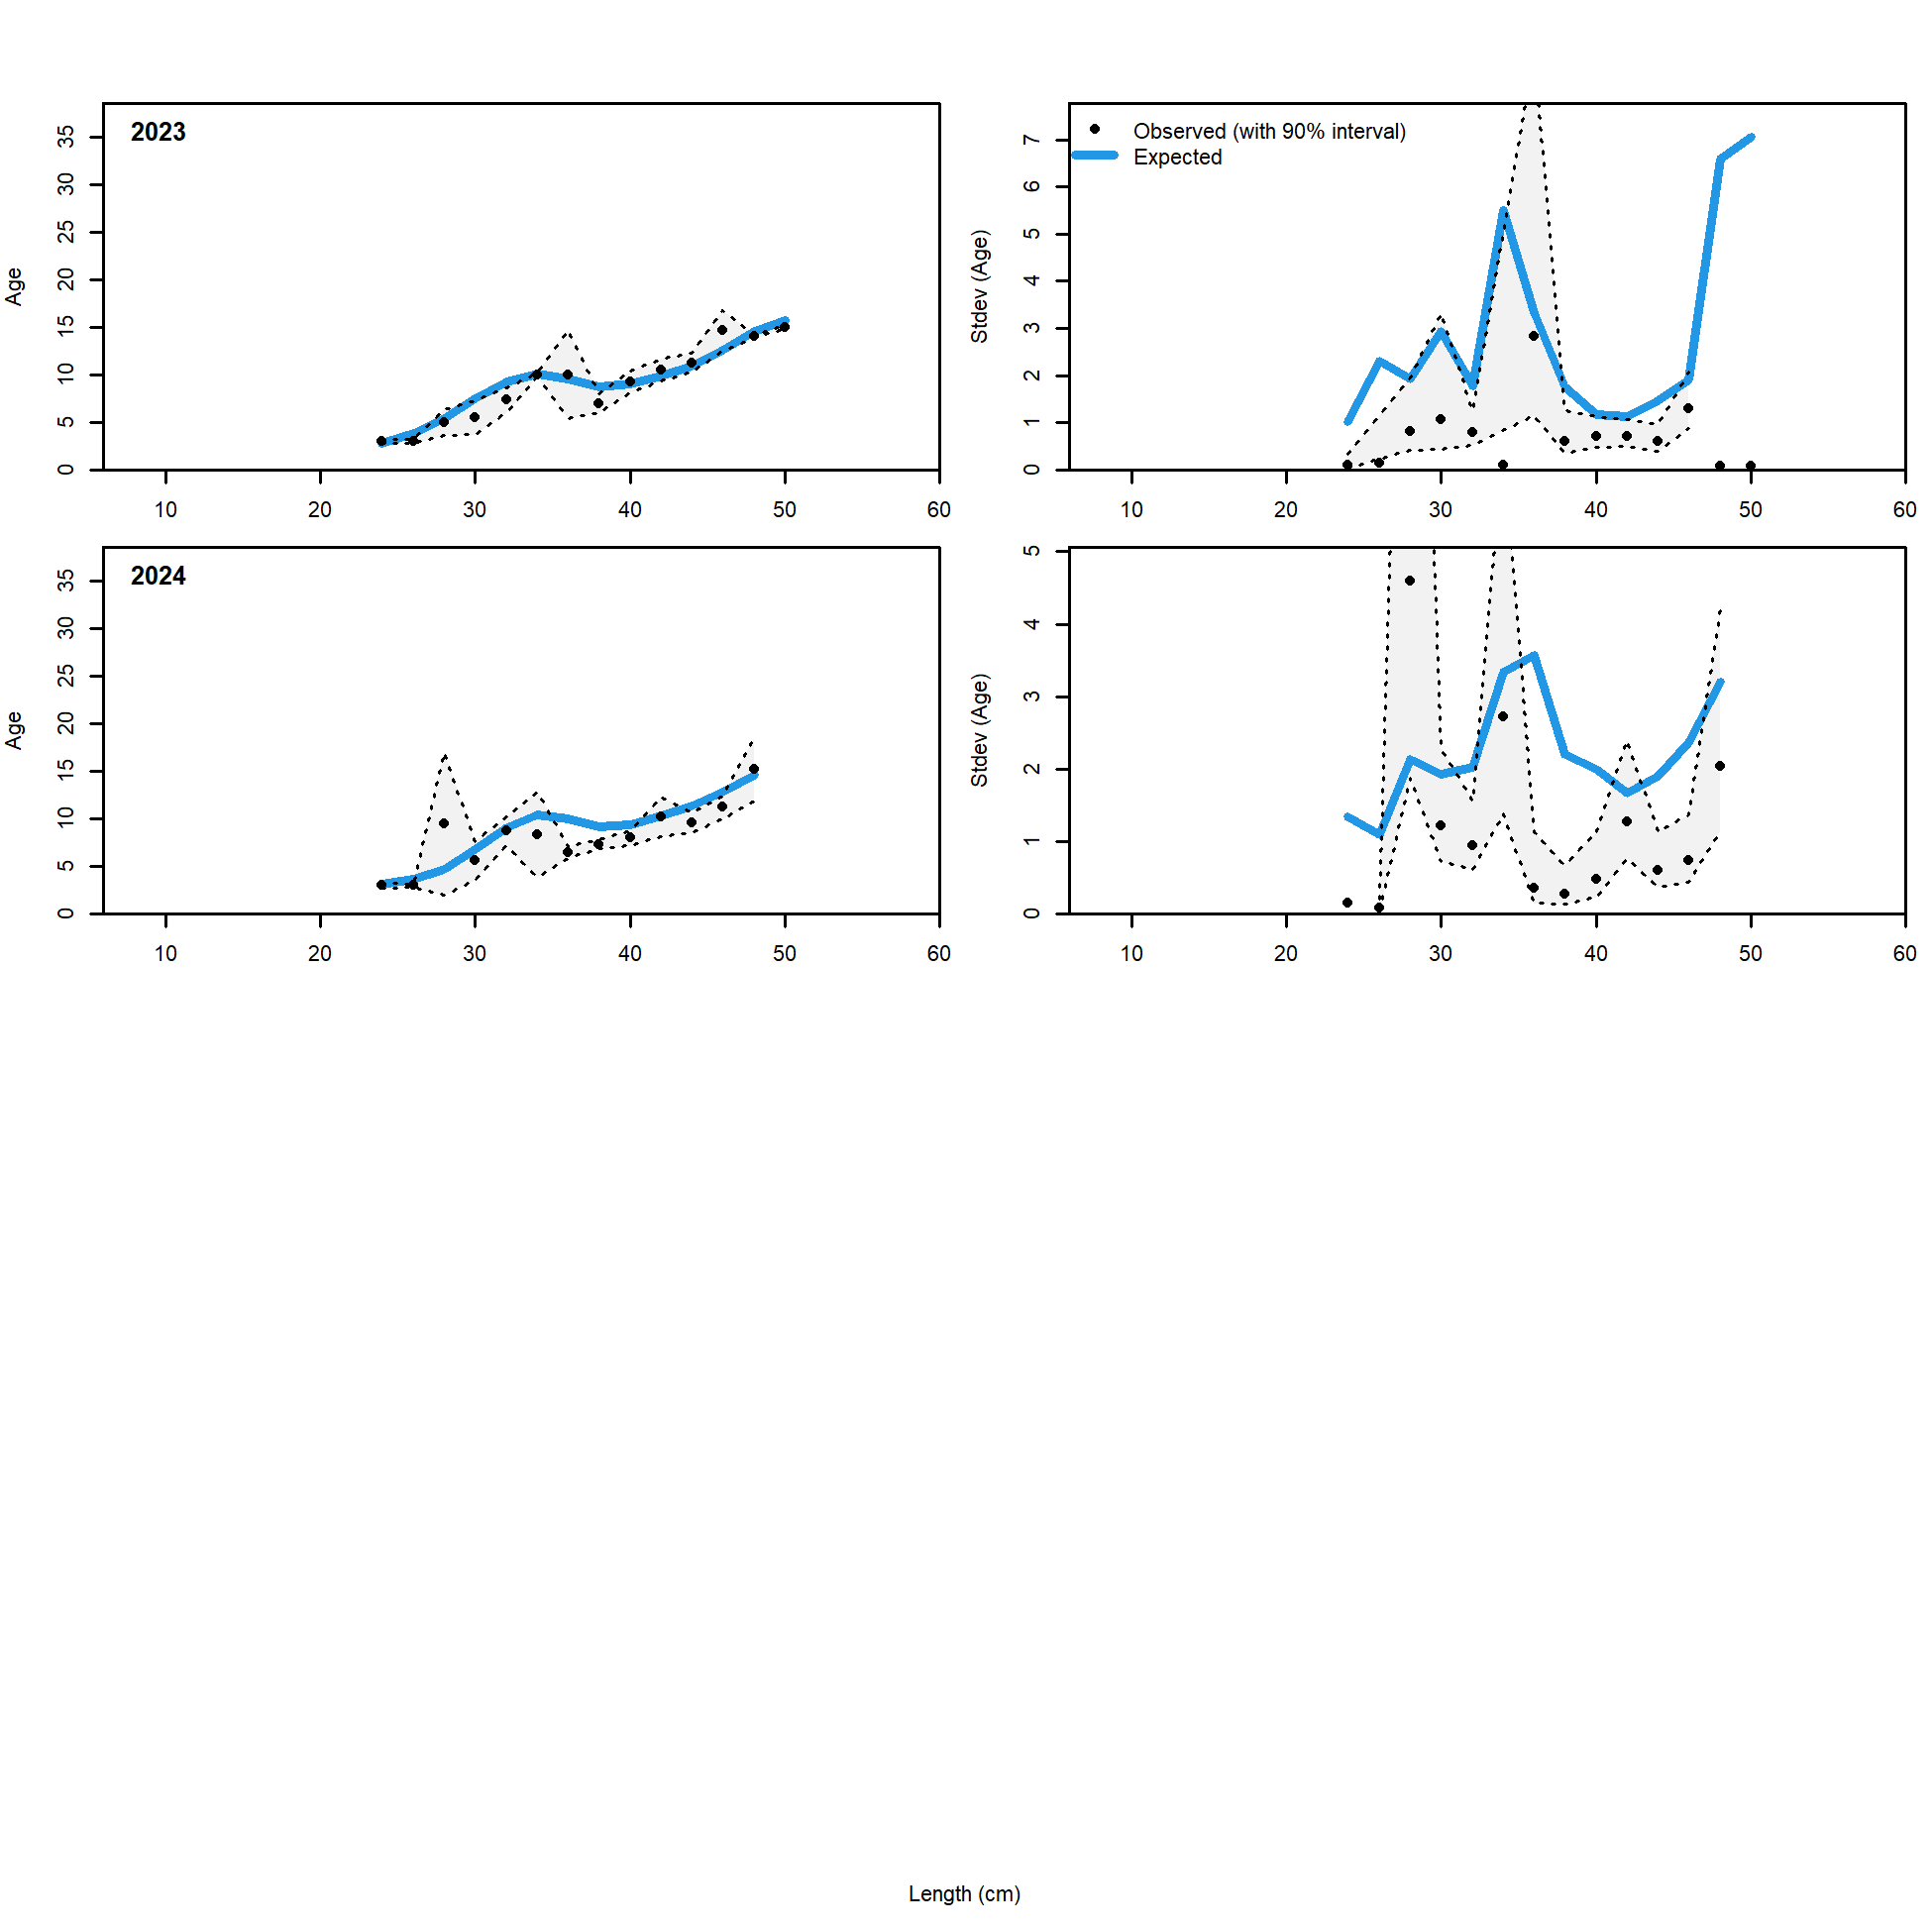 2023
Age
0 5 10 15 20 25 30 35
10 20 30 40 50 60
Observed (with 90% interval)
Expected
Stdev (Age)
0 1 2 3 4 5 6 7
10 20 30 40 50 60
2024
Age
0 5 10 15 20 25 30 35
10 20 30 40 50 60
Stdev (Age)
0 1 2 3 4 5
10 20 30 40 50 60
Length (cm)